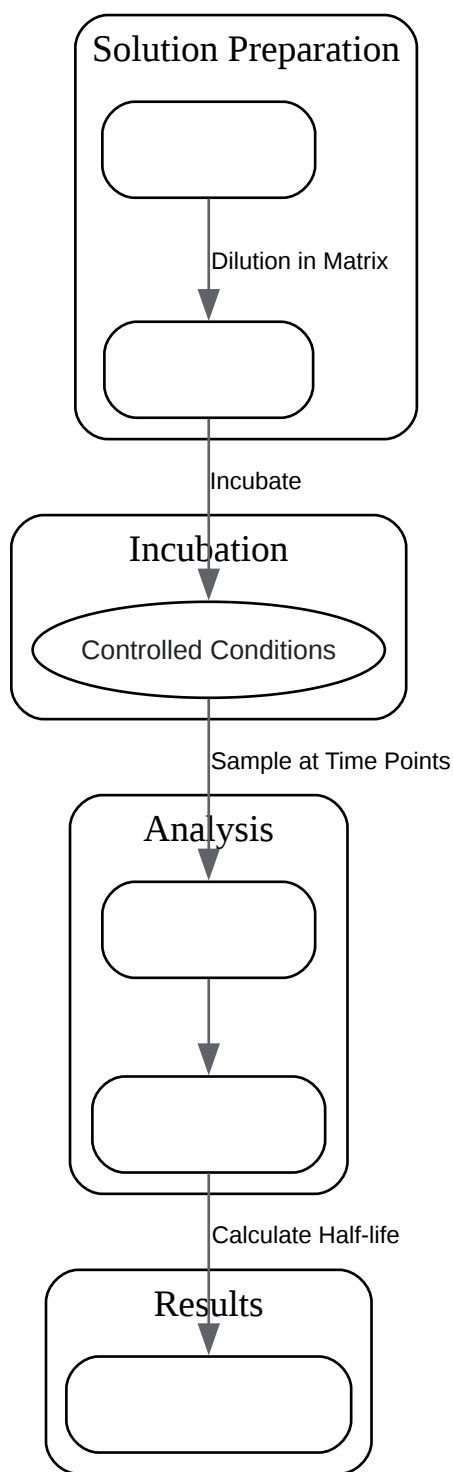 Solution Preparation
Dilution in Matrix
Incubate
Incubation
Controlled Conditions
Sample at Time Points
Analysis
Calculate Half-life
Results